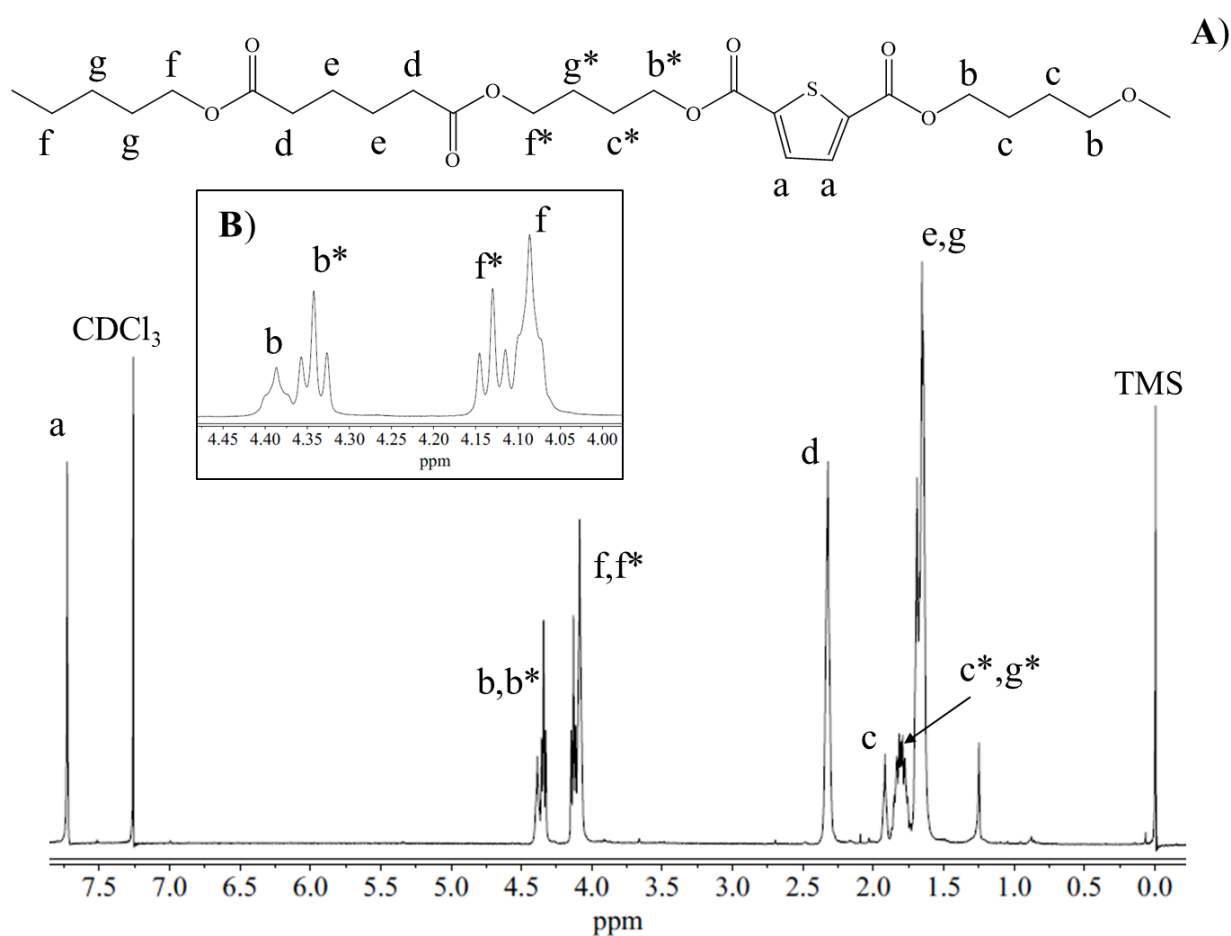 A)
g f O e d g* b* O S O b c
O O O O O
f g d e O f* c* a a c b
B)
b b* f* f
4.45 4.40 4.35 4.30 4.25 4.20 4.15 4.10 4.05 4.00
ppm
a
CDCl3
b,b*
f,f*
d
c
c*,g*
e,g
TMS
7.5 7.0 6.5 6.0 5.5 5.0 4.5 4.0 3.5 3.0 2.5 2.0 1.5 1.0 0.5 0.0
ppm